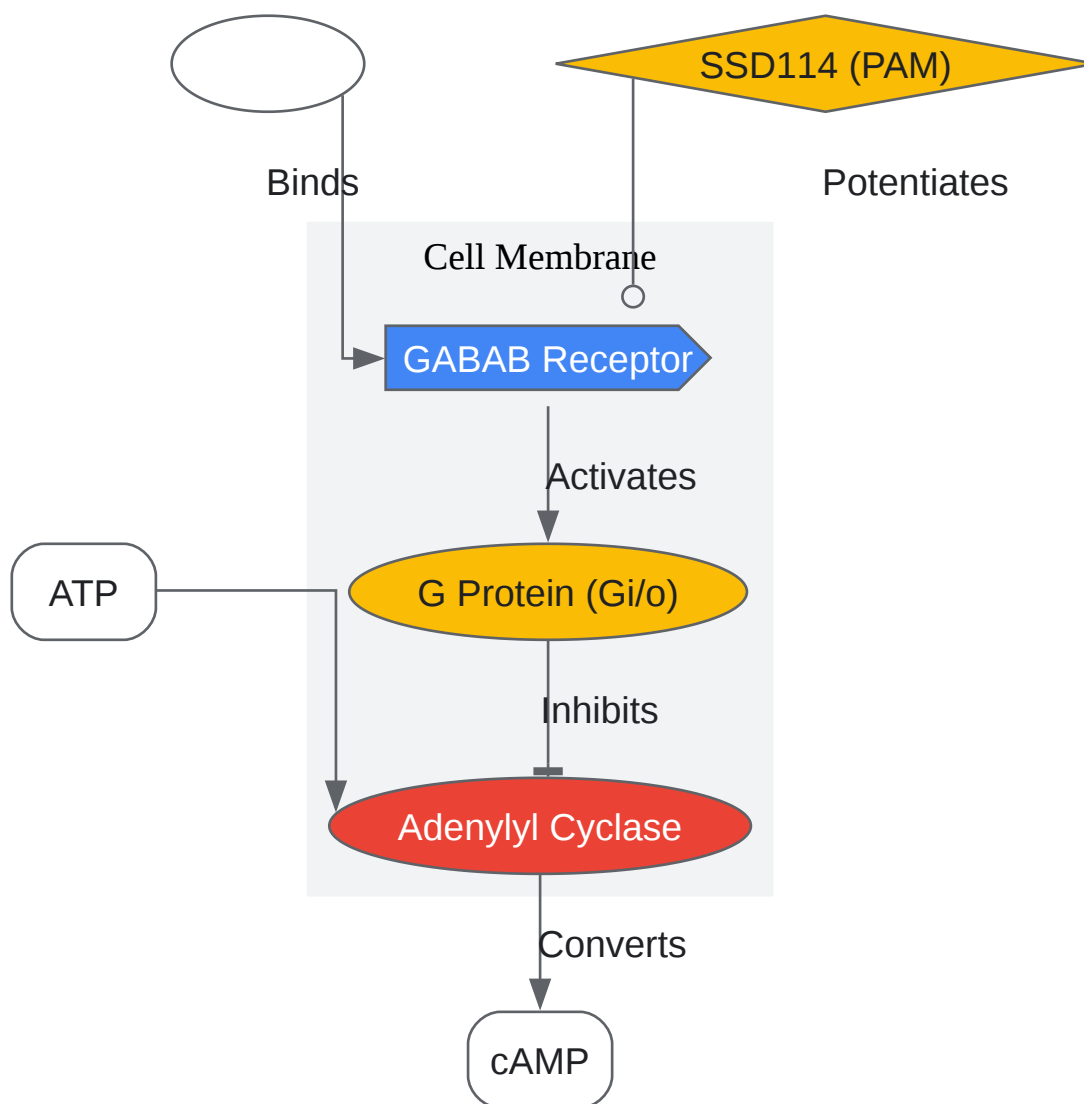 SSD114 (PAM)
Binds
Potentiates
Cell Membrane
GABAB Receptor
Activates
ATP
G Protein (Gi/o)
Inhibits
Adenylyl Cyclase
Converts
cAMP